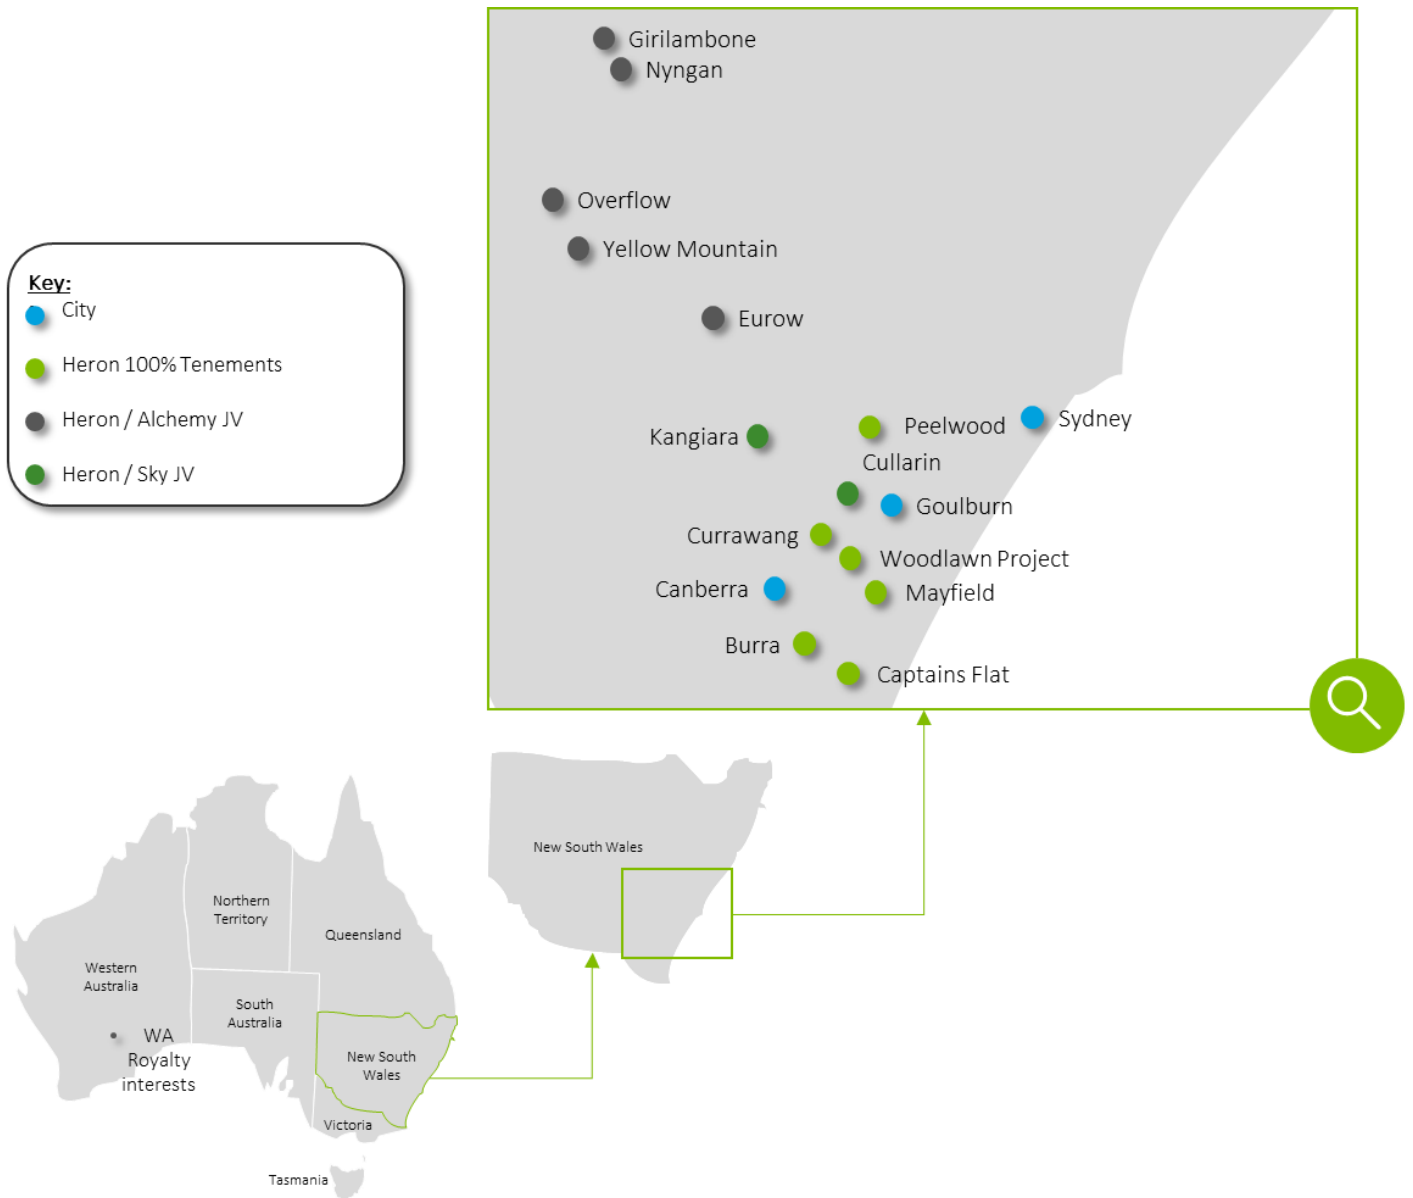 Girilambone
Nyngan
Overflow
Yellow Mountain
Key:
City
Heron 100% Tenements
Heron / Alchemy JV
Heron / Sky JV
Eurow
Kangiara
Peelwood
Sydney
Cullarin
Goulburn
Currawang
Woodlawn Project
Canberra
Mayfield
Burra
Captains Flat
New South Wales
Northern
Territory
Queensland
Western
Australia
South
Australia
WA
Royalty
interests
New South
Wales
Victoria
Tasmania